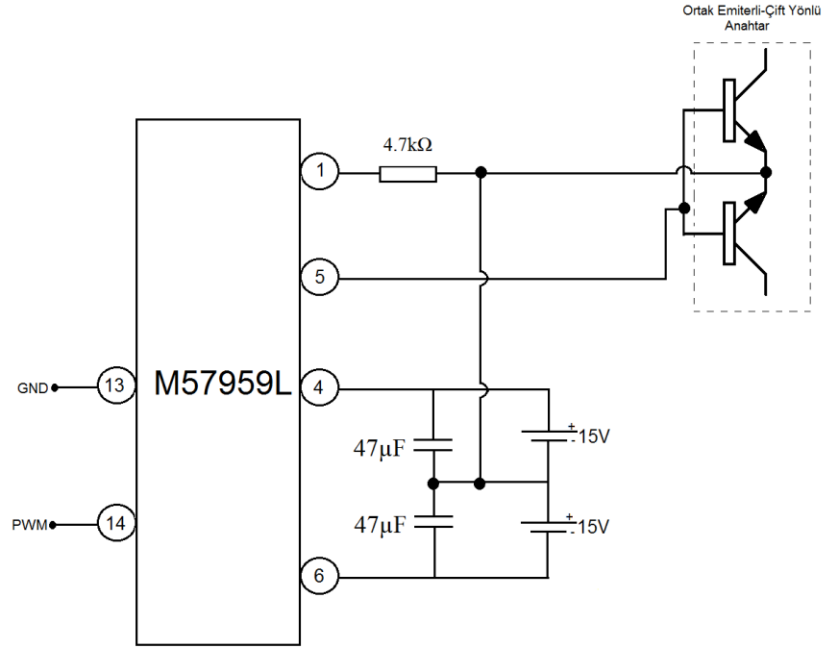 Ortak Emiterli-Çift Yönlü
Anahtar
4.7kΩ
1
5
GND
13
M57959L
4
+
-
15V
47µF
PWM
14
47µF
+
-
15V
6